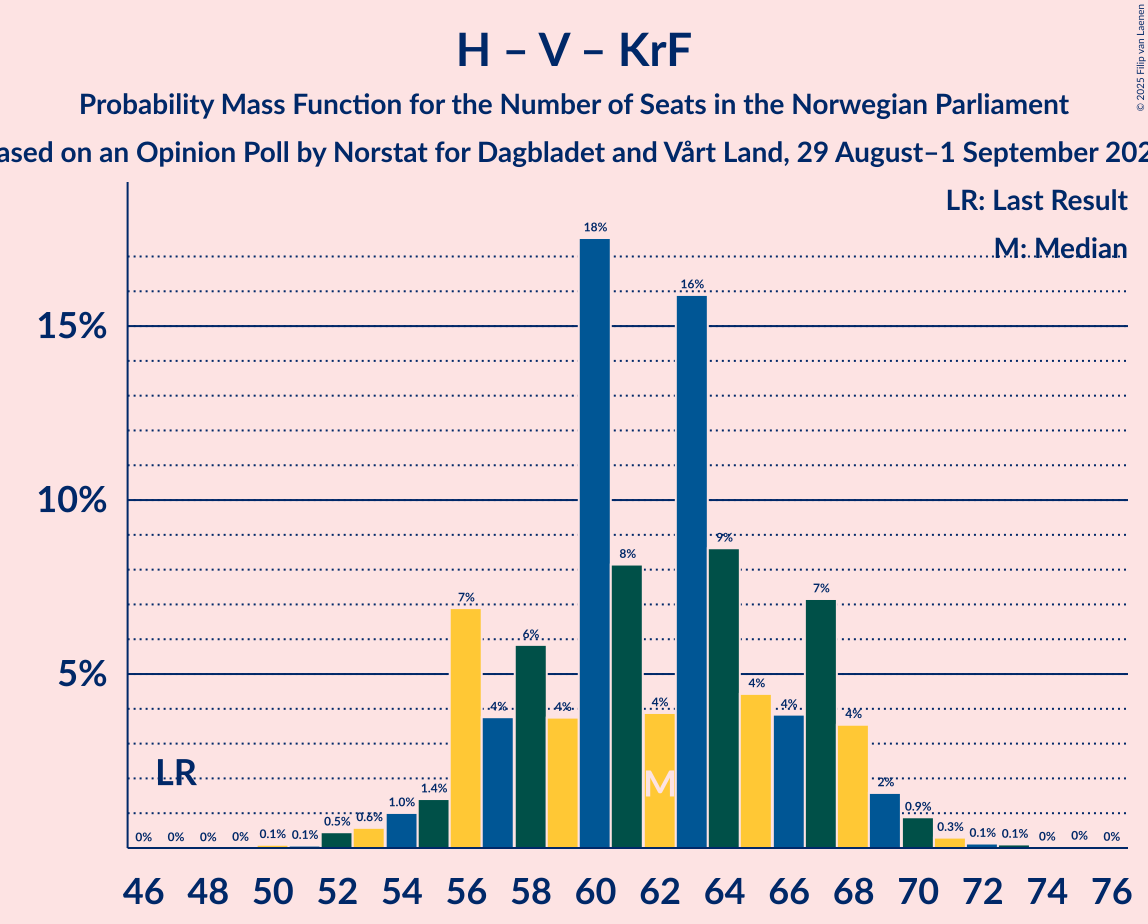 H – V – KrF
Probability Mass Function for the Number of Seats in the Norwegian Parliament
ased on an Opinion Poll by Norstat for Dagbladet and Vårt Land, 29 August–1 September 202
© 2025 Filip van Laenen
LR: Last Result
M: Median
15%
10%
5%
0% 0% 0% 0% 0.1% 0.1% 0.5% 0.6% 1.0% 1.4% 7% 4% 6% 4% 18% 8% 4% 16% 9% 4% 4% 7% 4% 2% 0.9% 0.3% 0.1% 0.1% 0% 0% 0%
LR
M
46 48 50 52 54 56 58 60 62 64 66 68 70 72 74 76